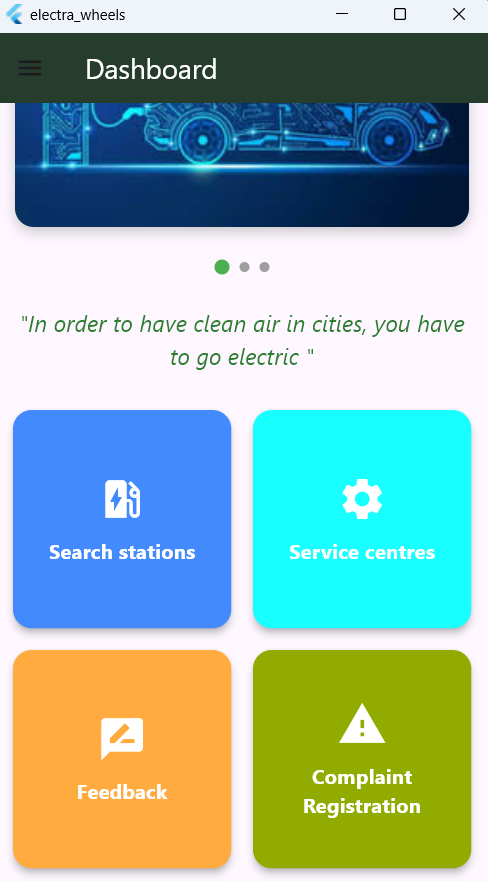 electra_wheels
Dashboard
"In order to have clean air in cities, you have
to go electric "
Search stations
Service centres
Feedback
Complaint
Registration